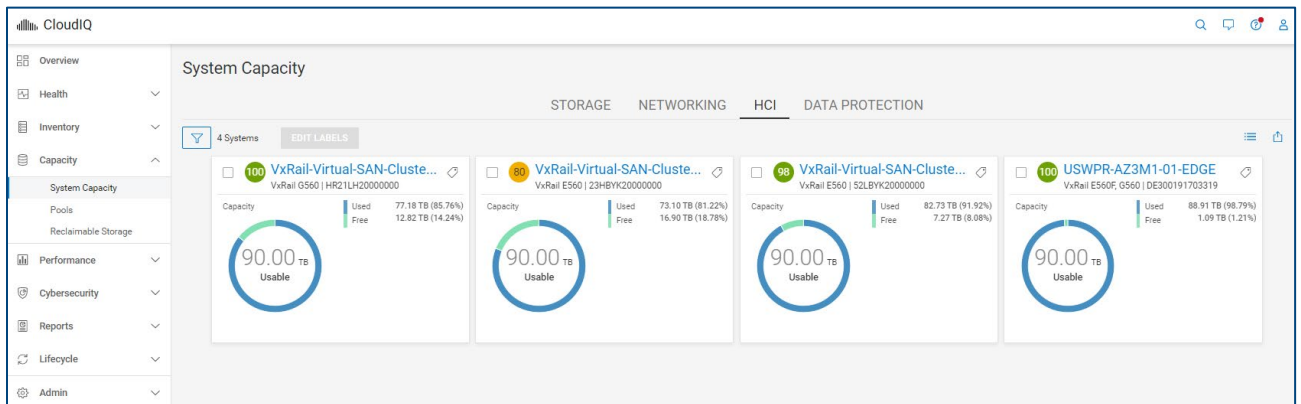 CloudIQ
Overview
Health
Inventory
Capacity
System Capacity
Pools
Reclaimable Storage
Performance
Cybersecurity
Reports
Lifecycle
Admin
System Capacity
STORAGE NETWORKING HCI DATA PROTECTION
4 Systems EDIT LABELS
100 VxRail-Virtual-SAN-Cluste...
VxRail G560 | HR21LH20000000
Capacity Used 77.18 TB (85.76%)
Free 12.82 TB (14.24%)
90.00 TB
Usable
80 VxRail-Virtual-SAN-Cluste...
VxRail E560 | 23HBYK20000000
Capacity Used 73.10 TB (81.22%)
Free 16.90 TB (18.78%)
90.00 TB
Usable
98 VxRail-Virtual-SAN-Cluste...
VxRail E560 | 52LBYK20000000
Capacity Used 82.73 TB (91.92%)
Free 7.27 TB (8.08%)
90.00 TB
Usable
100 USWPR-AZ3M1-01-EDGE
VxRail E560F, G560 | DE300191703319
Capacity Used 88.91 TB (98.79%)
Free 1.09 TB (1.21%)
90.00 TB
Usable